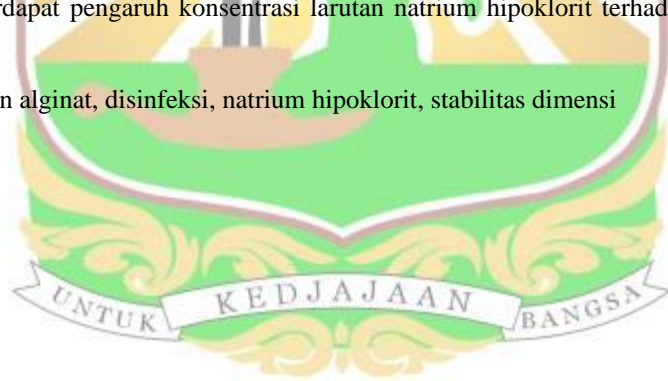 rdapat pengaruh konsentrasi larutan natrium hipoklorit terhad
n alginat, disinfeksi, natrium hipoklorit, stabilitas dimensi
UNTUK KEDJAJAAN BANGSA